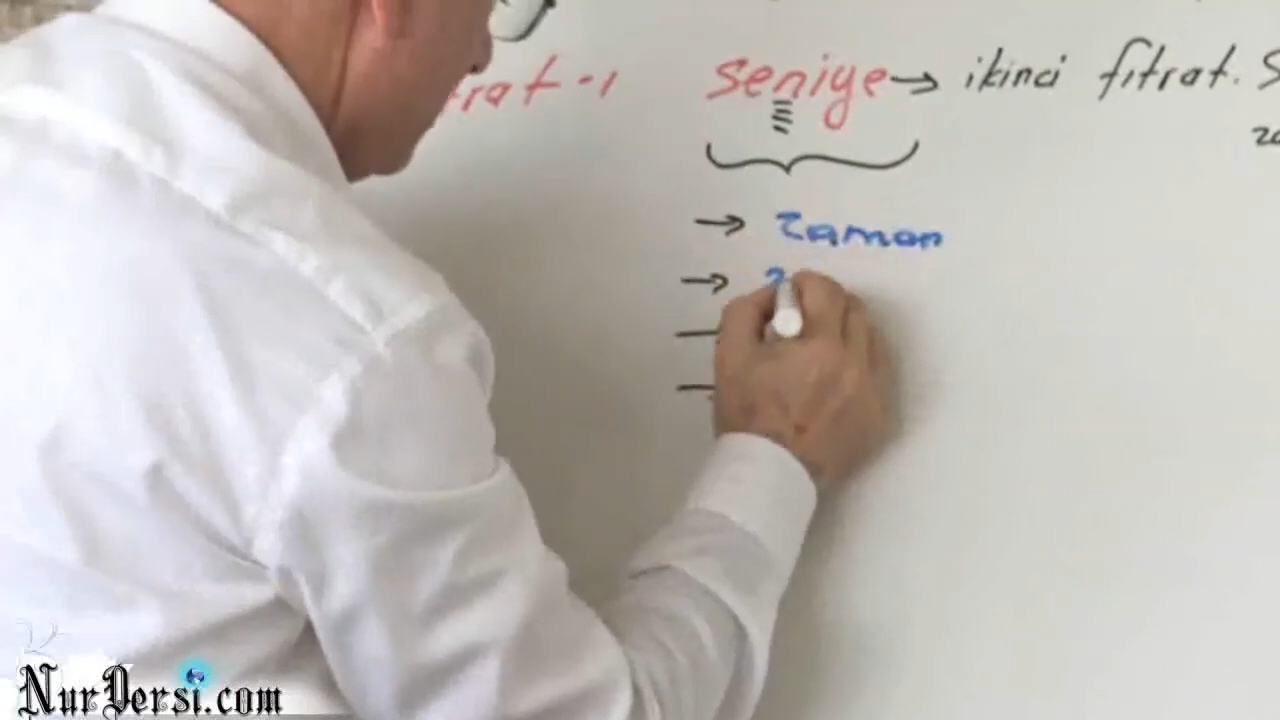 trat-ı seniye → ikinci fıtrat. S
→ zaman
→
NurDersi.com